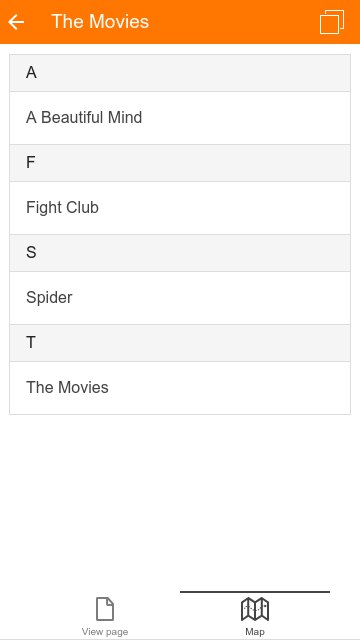 The Movies
A
A Beautiful Mind
F
Fight Club
S
Spider
T
The Movies
View page
Map